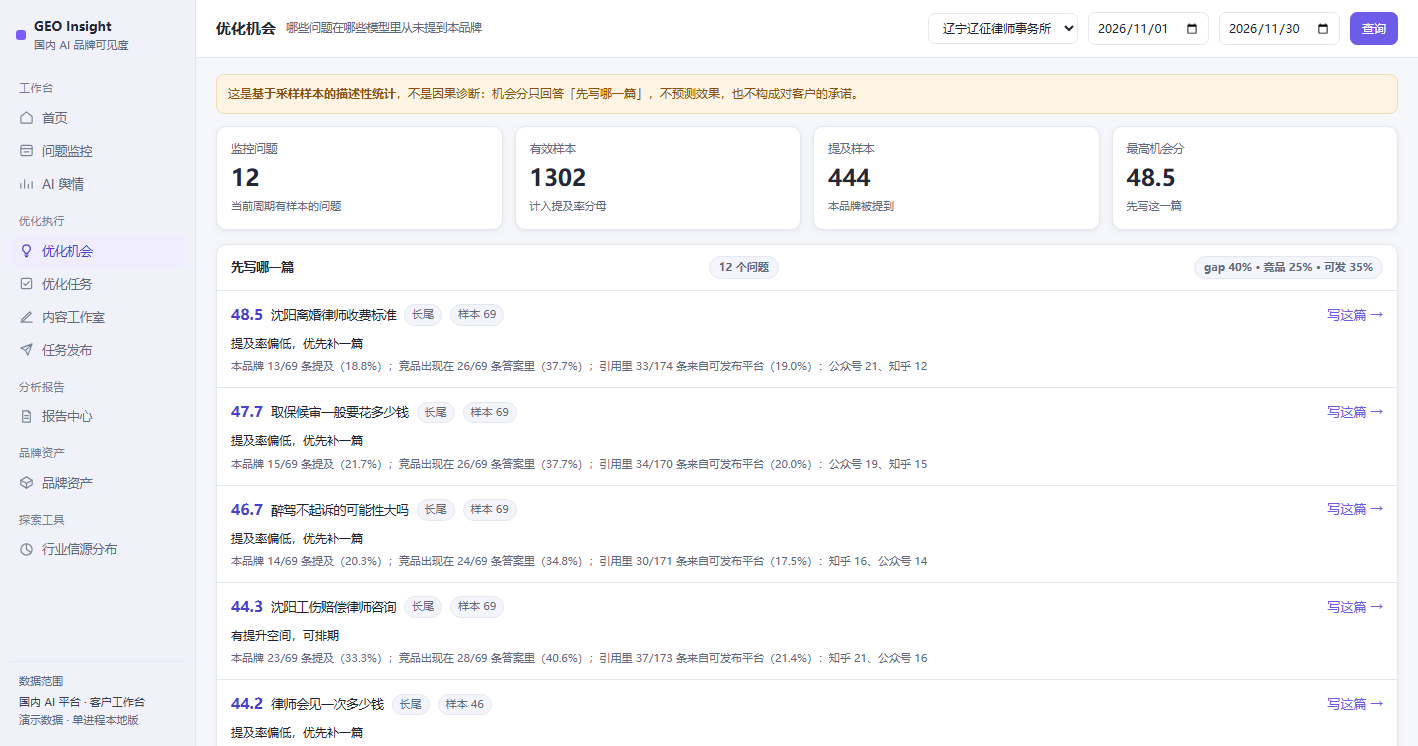 GEO Insight
国内 AI 品牌可见度
工作台
首页
问题监控
AI 舆情
优化执行
优化机会
优化任务
内容工作室
任务发布
分析报告
报告中心
品牌资产
品牌资产
探索工具
行业信源分布
数据范围
国内 AI 平台 · 客户工作台
演示数据 · 单进程本地版
优化机会 哪些问题在哪些模型里从未提到本品牌
辽宁辽征律师事务所 2026/11/01 2026/11/30 查询
这是基于采样样本的描述性统计，不是因果诊断：机会分只回答「先写哪一篇」，不预测效果，也不构成对客户的承诺。
监控问题
12
当前周期有样本的问题
有效样本
1302
计入提及率分母
提及样本
444
本品牌被提到
最高机会分
48.5
先写这一篇
先写哪一篇 12 个问题 gap 40% • 竞品 25% • 可发 35%
48.5 沈阳离婚律师收费标准 长尾 样本 69 写这篇 →
提及率偏低，优先补一篇
本品牌 13/69 条提及（18.8%）；竞品出现在 26/69 条答案里（37.7%）；引用里 33/174 条来自可发布平台（19.0%）：公众号 21、知乎 12
47.7 取保候审一般要花多少钱 长尾 样本 69 写这篇 →
提及率偏低，优先补一篇
本品牌 15/69 条提及（21.7%）；竞品出现在 26/69 条答案里（37.7%）；引用里 34/170 条来自可发布平台（20.0%）：公众号 19、知乎 15
46.7 醉驾不起诉的可能性大吗 长尾 样本 69 写这篇 →
提及率偏低，优先补一篇
本品牌 14/69 条提及（20.3%）；竞品出现在 24/69 条答案里（34.8%）；引用里 30/171 条来自可发布平台（17.5%）：知乎 16、公众号 14
44.3 沈阳工伤赔偿律师咨询 长尾 样本 69 写这篇 →
有提升空间，可排期
本品牌 23/69 条提及（33.3%）；竞品出现在 28/69 条答案里（40.6%）；引用里 37/173 条来自可发布平台（21.4%）：知乎 21、公众号 16
44.2 律师会见一次多少钱 长尾 样本 46 写这篇 →
提及率偏低，优先补一篇